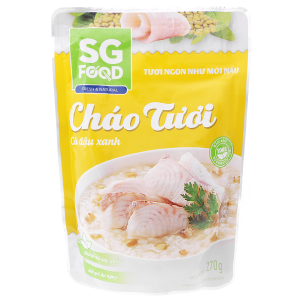 SG
FOOD
FRESH & NATURAL
TƯƠI NGON NHƯ MỚI NẤU
Cháo Tươi
Cá đậu xanh
270g